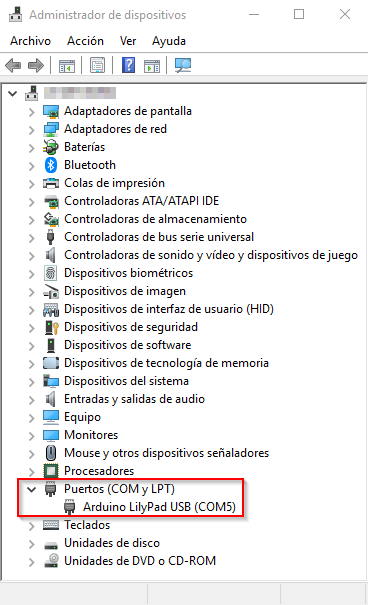 Administrador de dispositivos
Archivo Acción Ver Ayuda
Adaptadores de pantalla
Adaptadores de red
Baterías
Bluetooth
Colas de impresión
Controladoras ATA/ATAPI IDE
Controladoras de almacenamiento
Controladoras de bus serie universal
Controladoras de sonido y vídeo y dispositivos de juego
Dispositivos biométricos
Dispositivos de imagen
Dispositivos de interfaz de usuario (HID)
Dispositivos de seguridad
Dispositivos de software
Dispositivos de tecnología de memoria
Dispositivos del sistema
Entradas y salidas de audio
Equipo
Monitores
Mouse y otros dispositivos señaladores
Procesadores
Puertos (COM y LPT)
Arduino LilyPad USB (COM5)
Teclados
Unidades de disco
Unidades de DVD o CD-ROM